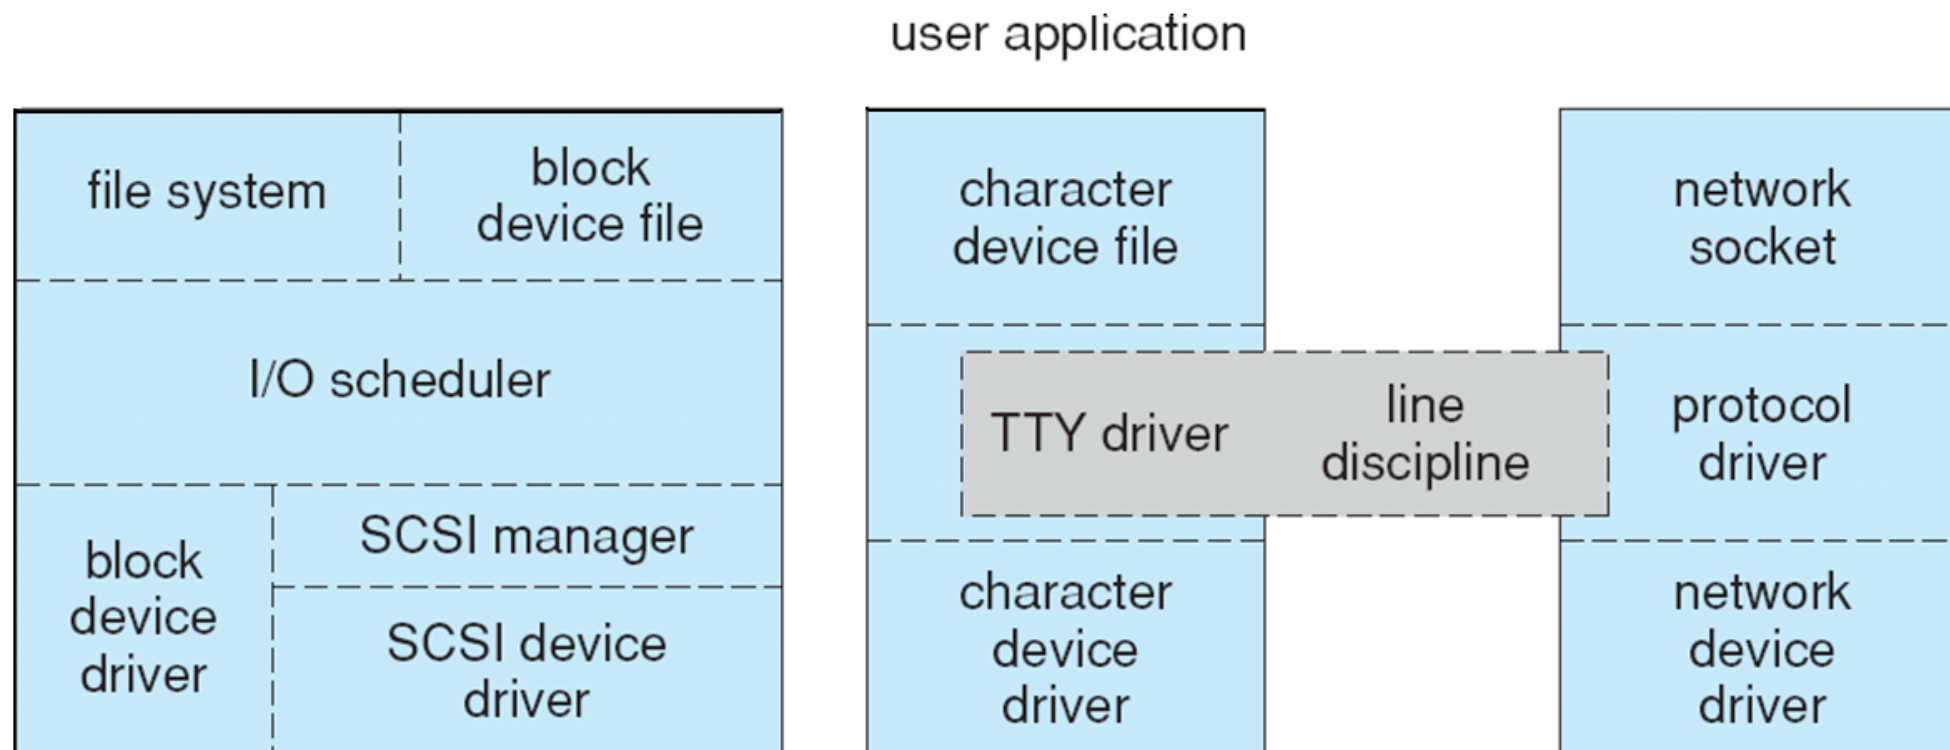 user application
file system
block
device file
I/O scheduler
block
device
driver
SCSI manager
SCSI device
driver
character
device file
TTY driver
line
discipline
character
device
driver
network
socket
protocol
driver
network
device
driver